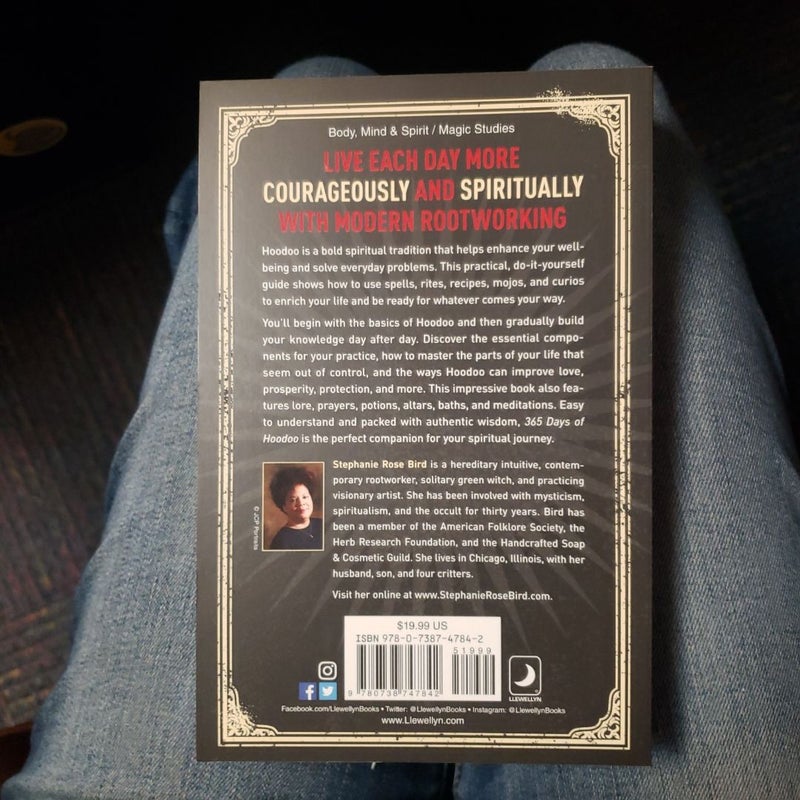 Body, Mind & Spirit / Magic Studies
LIVE EACH DAY MORE
COURAGEOUSLY AND SPIRITUALLY
WITH MODERN ROOTWORKING
Hoodoo is a bold spiritual tradition that helps enhance your well-
being and solve everyday problems. This practical, do-it-yourself
guide shows how to use spells, rites, recipes, mojos, and curios
to enrich your life and be ready for whatever comes your way.
You'll begin with the basics of Hoodoo and then gradually build
your knowledge day after day. Discover the essential compo-
nents for your practice, how to master the parts of your life that
seem out of control, and the ways Hoodoo can improve love,
prosperity, protection, and more. This impressive book also fea-
tures lore, prayers, potions, altars, baths, and meditations. Easy
to understand and packed with authentic wisdom, 365 Days of
Hoodoo is the perfect companion for your spiritual journey.
Stephanie Rose Bird is a hereditary intuitive, contem-
porary rootworker, solitary green witch, and practicing
visionary artist. She has been involved with mysticism,
spiritualism, and the occult for thirty years. Bird has
been a member of the American Folklore Society, the
Herb Research Foundation, and the Handcrafted Soap
& Cosmetic Guild. She lives in Chicago, Illinois, with her
husband, son, and four critters.
Visit her online at www.StephanieRoseBird.com.
© JCP Portraits
$19.99 US
ISBN 978-0-7387-4784-2
51999
9 780738 747842
LLEWELLYN
Facebook.com/LlewellynBooks • Twitter: @LlewellynBooks • Instagram: @LlewellynBooks
www.Llewellyn.com